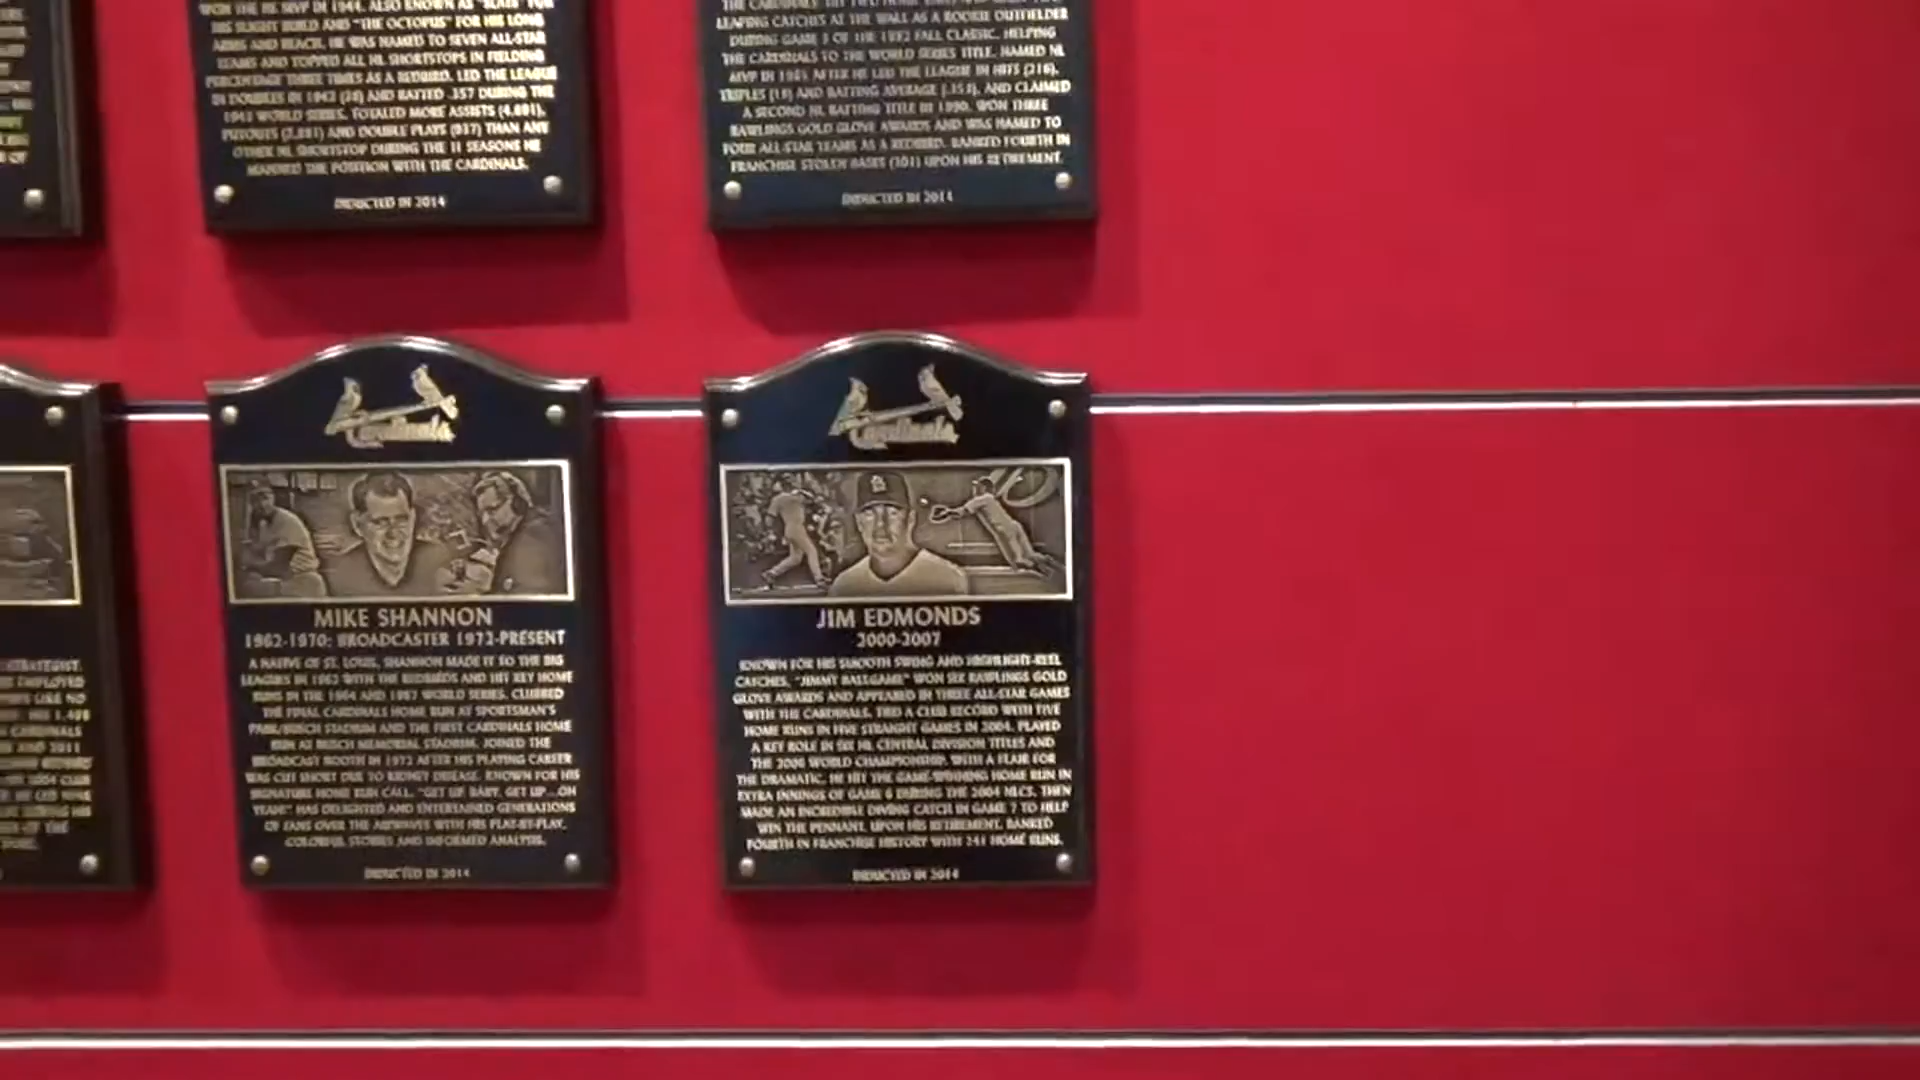 WON THE NL MVP IN 1944. ALSO KNOWN AS "SLATS" FOR
HIS SLIGHT BUILD AND "THE OCTOPUS" FOR HIS LONG
ARMS AND REACH, HE WAS NAMED TO SEVEN ALL-STAR
TEAMS AND TOPPED ALL NL SHORTSTOPS IN FIELDING
PERCENTAGE THREE TIMES AS A REDBIRD. LED THE LEAGUE
IN DOUBLES IN 1942 (38) AND BATTED .357 DURING THE
1943 WORLD SERIES. TOTALED MORE ASSISTS
PUTOUTS AND DOUBLE PLAYS THAN ANY
OTHER NL SHORTSTOP DURING THE 11 SEASONS HE
MANNED THE POSITION WITH THE CARDINALS.
INDUCTED IN 2014
LEAPING CATCHES AT THE WALL AS A ROOKIE OUTFIELDER
DURING GAME 3 OF THE 1982 FALL CLASSIC, HELPING
THE CARDINALS TO THE WORLD SERIES TITLE. NAMED NL
MVP IN 1985 AFTER HE LED THE LEAGUE IN HITS (216),
TRIPLES (18) AND BATTING AVERAGE (.353), AND CLAIMED
A SECOND NL BATTING TITLE IN 1990. WON THREE
RAWLINGS GOLD GLOVE AWARDS AND WAS NAMED TO
FOUR ALL-STAR TEAMS AS A REDBIRD. RANKED FOURTH IN
FRANCHISE STOLEN BASES (301) UPON HIS RETIREMENT.
INDUCTED IN 2014
STRATEGIST
EMPLOYED
LIKE NO
CARDINALS
AND 2011
2004 CLUB
OF THE
Cardinals
MIKE SHANNON
1962-1970; BROADCASTER 1972-PRESENT
A NATIVE OF ST. LOUIS, SHANNON MADE IT TO THE BIG
LEAGUES IN 1962 WITH THE REDBIRDS AND HIT KEY HOME
RUNS IN THE 1964 AND 1967 WORLD SERIES. CLUBBED
THE FINAL CARDINALS HOME RUN AT SPORTSMAN'S
PARK/BUSCH STADIUM AND THE FIRST CARDINALS HOME
RUN AT BUSCH MEMORIAL STADIUM. JOINED THE
BROADCAST BOOTH IN 1972 AFTER HIS PLAYING CAREER
WAS CUT SHORT DUE TO KIDNEY DISEASE. KNOWN FOR HIS
SIGNATURE HOME RUN CALL, "GET UP BABY, GET UP...OH
YEAH!" HAS DELIGHTED AND ENTERTAINED GENERATIONS
OF FANS OVER THE AIRWAVES WITH HIS PLAY-BY-PLAY,
COLORFUL STORIES AND INFORMED ANALYSIS.
INDUCTED IN 2014
Cardinals
JIM EDMONDS
2000-2007
KNOWN FOR HIS SMOOTH SWING AND HIGHLIGHT-REEL
CATCHES, "JIMMY BALLGAME" WON SIX RAWLINGS GOLD
GLOVE AWARDS AND APPEARED IN THREE ALL-STAR GAMES
WITH THE CARDINALS. TIED A CLUB RECORD WITH FIVE
HOME RUNS IN FIVE STRAIGHT GAMES IN 2004. PLAYED
A KEY ROLE IN SIX NL CENTRAL DIVISION TITLES AND
THE 2006 WORLD CHAMPIONSHIP. WITH A FLAIR FOR
THE DRAMATIC, HE HIT THE GAME-WINNING HOME RUN IN
EXTRA INNINGS OF GAME 6 DURING THE 2004 NLCS, THEN
MADE AN INCREDIBLE DIVING CATCH IN GAME 7 TO HELP
WIN THE PENNANT. UPON HIS RETIREMENT, RANKED
FOURTH IN FRANCHISE HISTORY WITH 241 HOME RUNS.
INDUCTED IN 2014